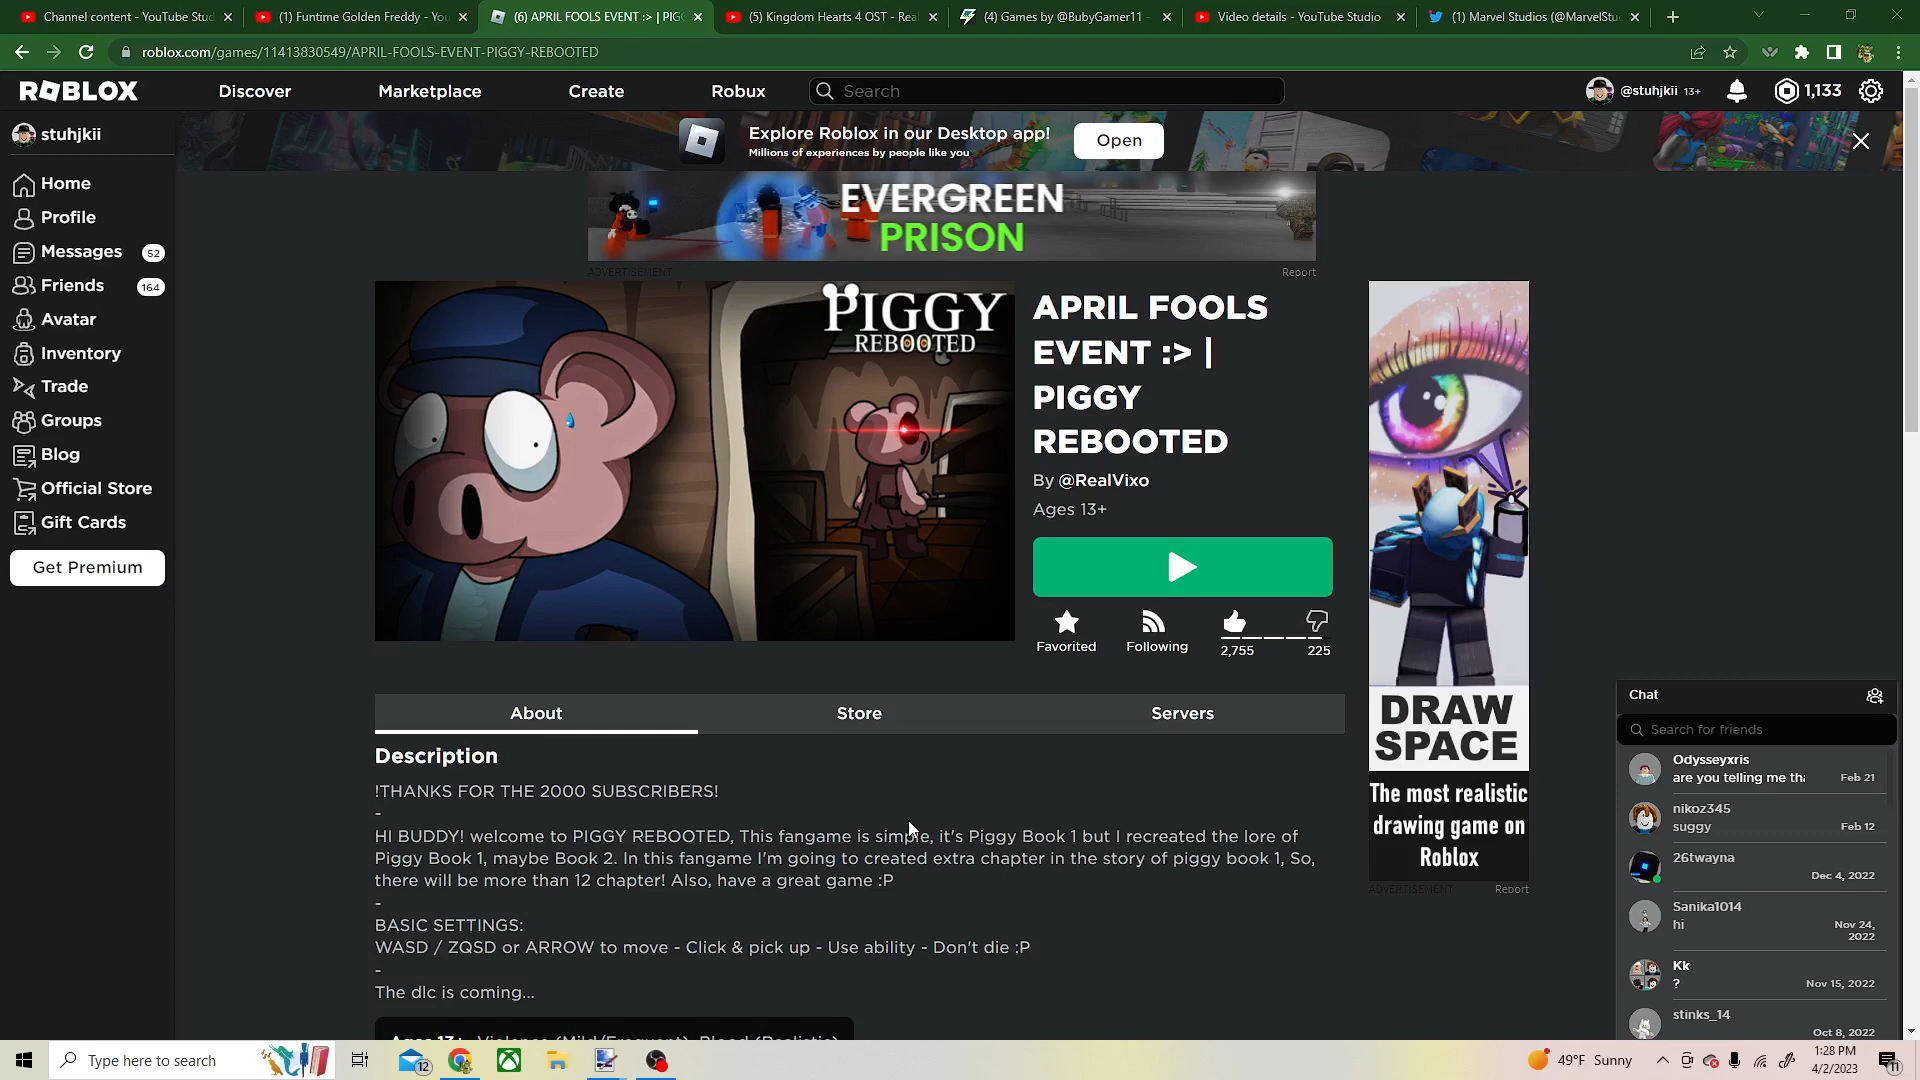 Channel content - YouTube Stud
(1) Funtime Golden Freddy - You
(6) APRIL FOOLS EVENT :> | PIG
(5) Kingdom Hearts 4 OST - Rea
(4) Games by @BubyGamer11 -
Video details - YouTube Studio
(1) Marvel Studios (@MarvelStu
roblox.com/games/11413830549/APRIL-FOOLS-EVENT-PIGGY-REBOOTED
ROBLOX
Discover
Marketplace
Create
Robux
Search
@stuhjkii 13+
1,133
stuhjkii
Explore Roblox in our Desktop app!
Millions of experiences by people like you
Open
Home
Profile
Messages 52
Friends 164
Avatar
Inventory
Trade
Groups
Blog
Official Store
Gift Cards
Get Premium
EVERGREEN
PRISON
ADVERTISEMENT
Report
PIGGY
REBOOTED
APRIL FOOLS
EVENT :> |
PIGGY
REBOOTED
By @RealVixo
Ages 13+
Favorited
Following
2,755
225
DRAW
SPACE
The most realistic
drawing game on
Roblox
ADVERTISEMENT
Report
About
Store
Servers
Description
!THANKS FOR THE 2000 SUBSCRIBERS!
-
HI BUDDY! welcome to PIGGY REBOOTED, This fangame is simple, it's Piggy Book 1 but I recreated the lore of
Piggy Book 1, maybe Book 2. In this fangame I'm going to created extra chapter in the story of piggy book 1, So,
there will be more than 12 chapter! Also, have a great game :P
-
BASIC SETTINGS:
WASD / ZQSD or ARROW to move - Click & pick up - Use ability - Don't die :P
-
The dlc is coming...
Ages 13+ Violence (Mild/Frequent), Blood (Realistic)
Chat
Search for friends
Odysseyxris
are you telling me tha
Feb 21
nikoz345
suggy
Feb 12
26twayna
Dec 4, 2022
Sanika1014
hi
Nov 24,
2022
Kk
?
Nov 15, 2022
stinks_14
Oct 8, 2022
Type here to search
12
49°F Sunny
1:28 PM
4/2/2023
11